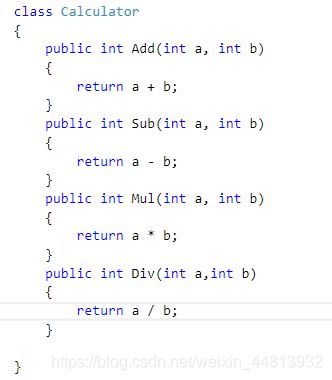 class Calculator
{
    public int Add(int a, int b)
    {
        return a + b;
    }
    public int Sub(int a, int b)
    {
        return a - b;
    }
    public int Mul(int a, int b)
    {
        return a * b;
    }
    public int Div(int a,int b)
    {
        return a / b;
    }
}
https://blog.csdn.net/weixin_44813932